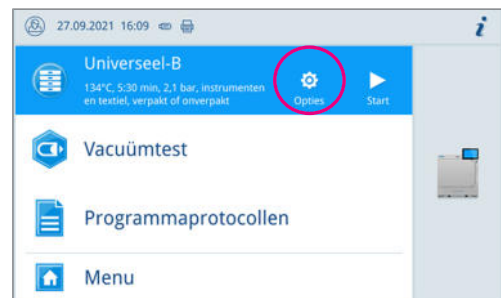 27.09.2021 16:09
i
Universeel-B
134°C, 5:30 min, 2,1 bar, instrumenten
en textiel, verpakt of onverpakt
Opties
Start
Vacuümtest
Programmaprotocollen
Menu